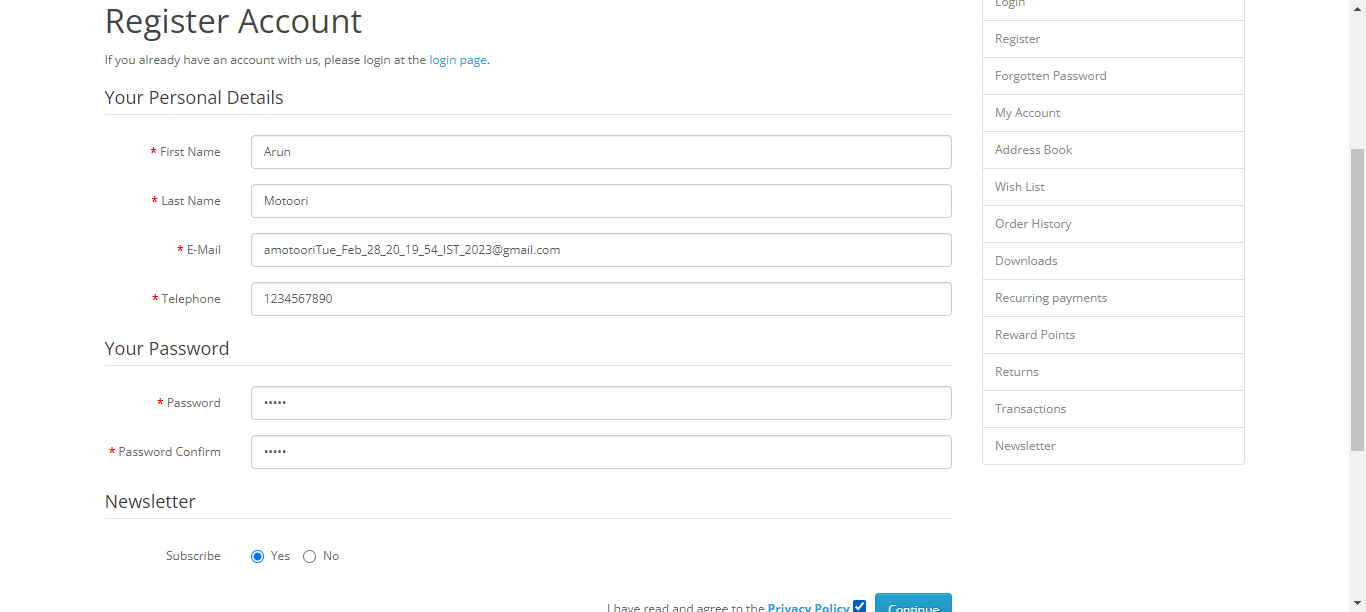 Register Account
If you already have an account with us, please login at the login page.
Your Personal Details
* First Name
Arun
* Last Name
Motoori
* E-Mail
amotooriTue_Feb_28_20_19_54_IST_2023@gmail.com
* Telephone
1234567890
Your Password
* Password
•••••
* Password Confirm
•••••
Newsletter
Subscribe
Yes No
I have read and agree to the Privacy Policy
Continue
Login
Register
Forgotten Password
My Account
Address Book
Wish List
Order History
Downloads
Recurring payments
Reward Points
Returns
Transactions
Newsletter